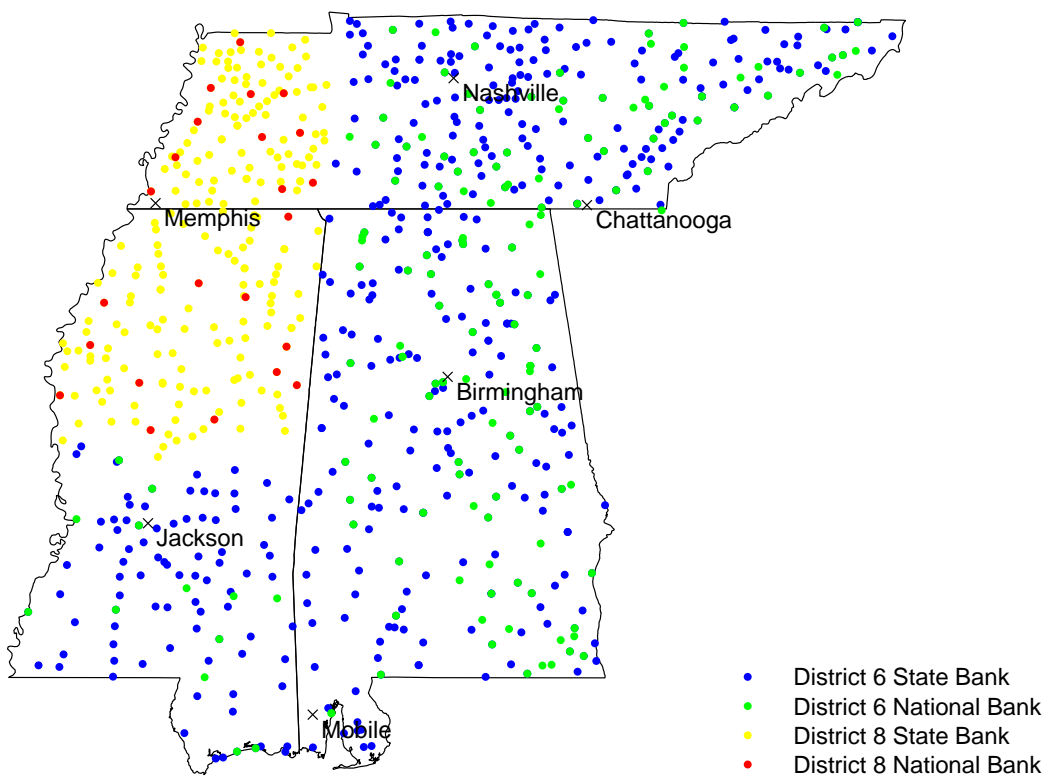 Nashville
Memphis
Chattanooga
Birmingham
Jackson
Mobile
District 6 State Bank
District 6 National Bank
District 8 State Bank
District 8 National Bank